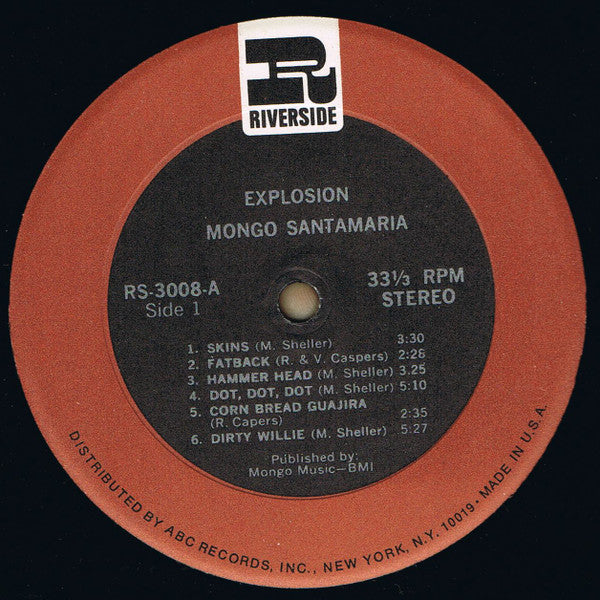 R
RIVERSIDE
EXPLOSION
MONGO SANTAMARIA
RS-3008-A
Side 1
33⅓ RPM
STEREO
1. SKINS (M. Sheller) 3:30
2. FATBACK (R. & V. Caspers) 2:28
3. HAMMER HEAD (M. Sheller) 3.25
4. DOT, DOT, DOT (M. Sheller) 5:10
5. CORN BREAD GUAJIRA
(R. Capers) 2:35
6. DIRTY WILLIE (M. Sheller) 5:27
Published by:
Mongo Music—BMI
DISTRIBUTED BY ABC RECORDS, INC., NEW YORK, N.Y. 10019 • MADE IN U.S.A.